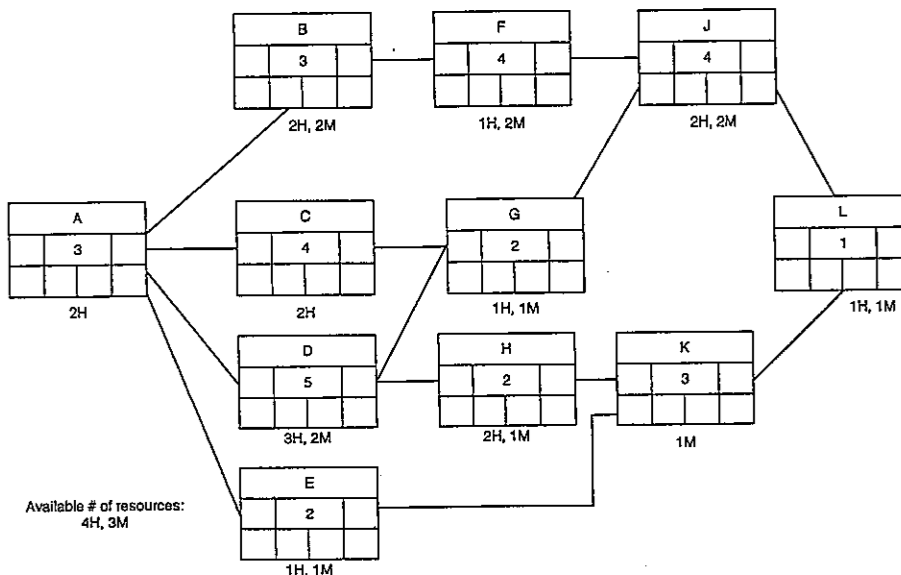 B
3
2H, 2M
F
4
1H, 2M
J
4
2H, 2M
A
3
2H
C
4
2H
G
2
1H, 1M
L
1
1H, 1M
D
5
3H, 2M
H
2
2H, 1M
K
3
1M
E
2
1H, 1M
Available # of resources:
4H, 3M